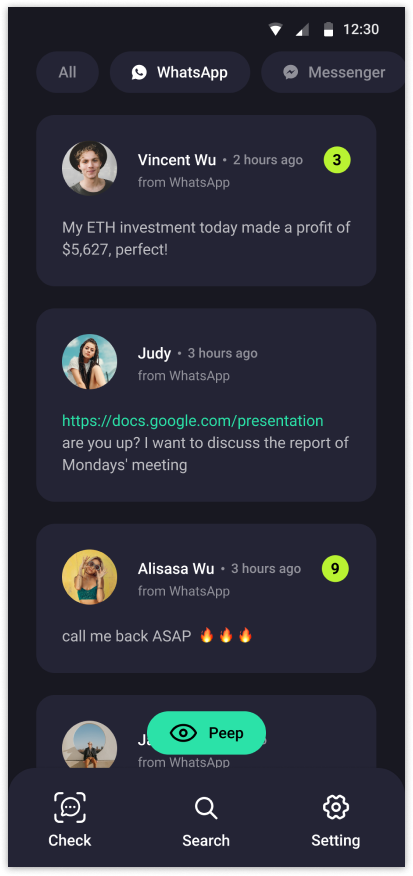 12:30
All WhatsApp Messenger
Vincent Wu • 2 hours ago 3
from WhatsApp
My ETH investment today made a profit of
$5,627, perfect!
Judy • 3 hours ago
from WhatsApp
https://docs.google.com/presentation
are you up? I want to discuss the report of
Mondays' meeting
Alisasa Wu • 3 hours ago 9
from WhatsApp
call me back ASAP 🔥🔥🔥
Peep
from WhatsApp
Check Search Setting